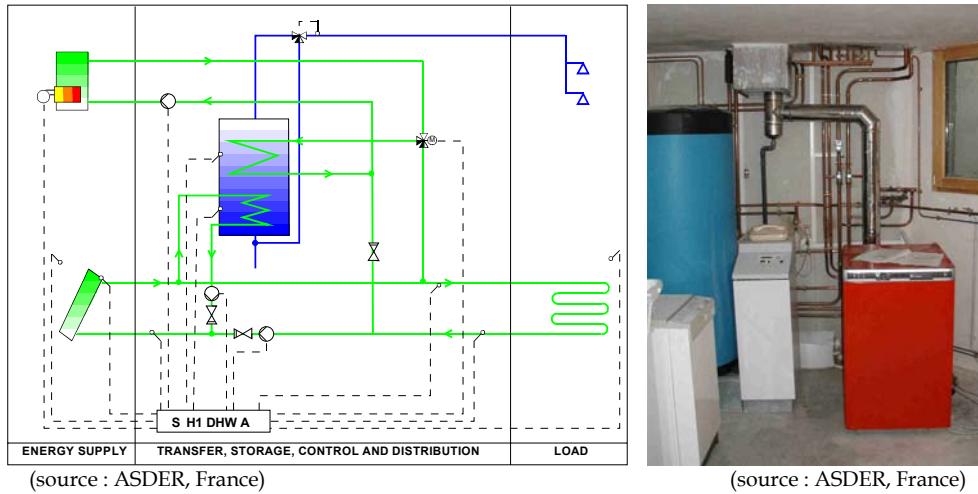 M
S H1 DHW A
ENERGY SUPPLY
TRANSFER, STORAGE, CONTROL AND DISTRIBUTION
LOAD
(source : ASDER, France)
(source : ASDER, France)